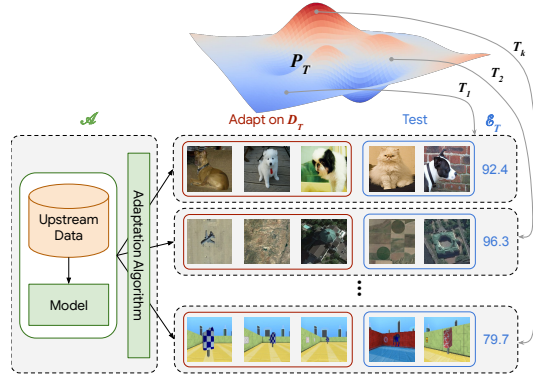 P_T
T_k
T_2
T_1
𝒜
Adapt on D_T
Test
ℰ_T
Upstream
Data
Model
Adaptation Algorithm
92.4
96.3
79.7